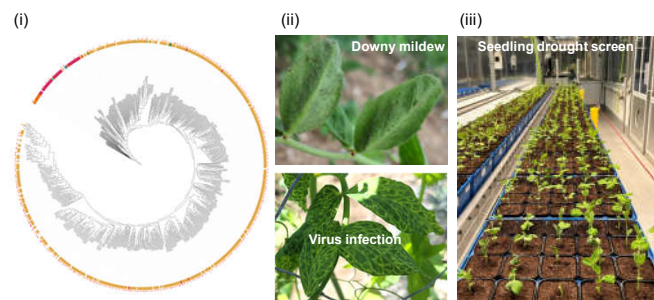 (i)
(ii)
(iii)
Downy mildew
Seedling drought screen
Virus infection